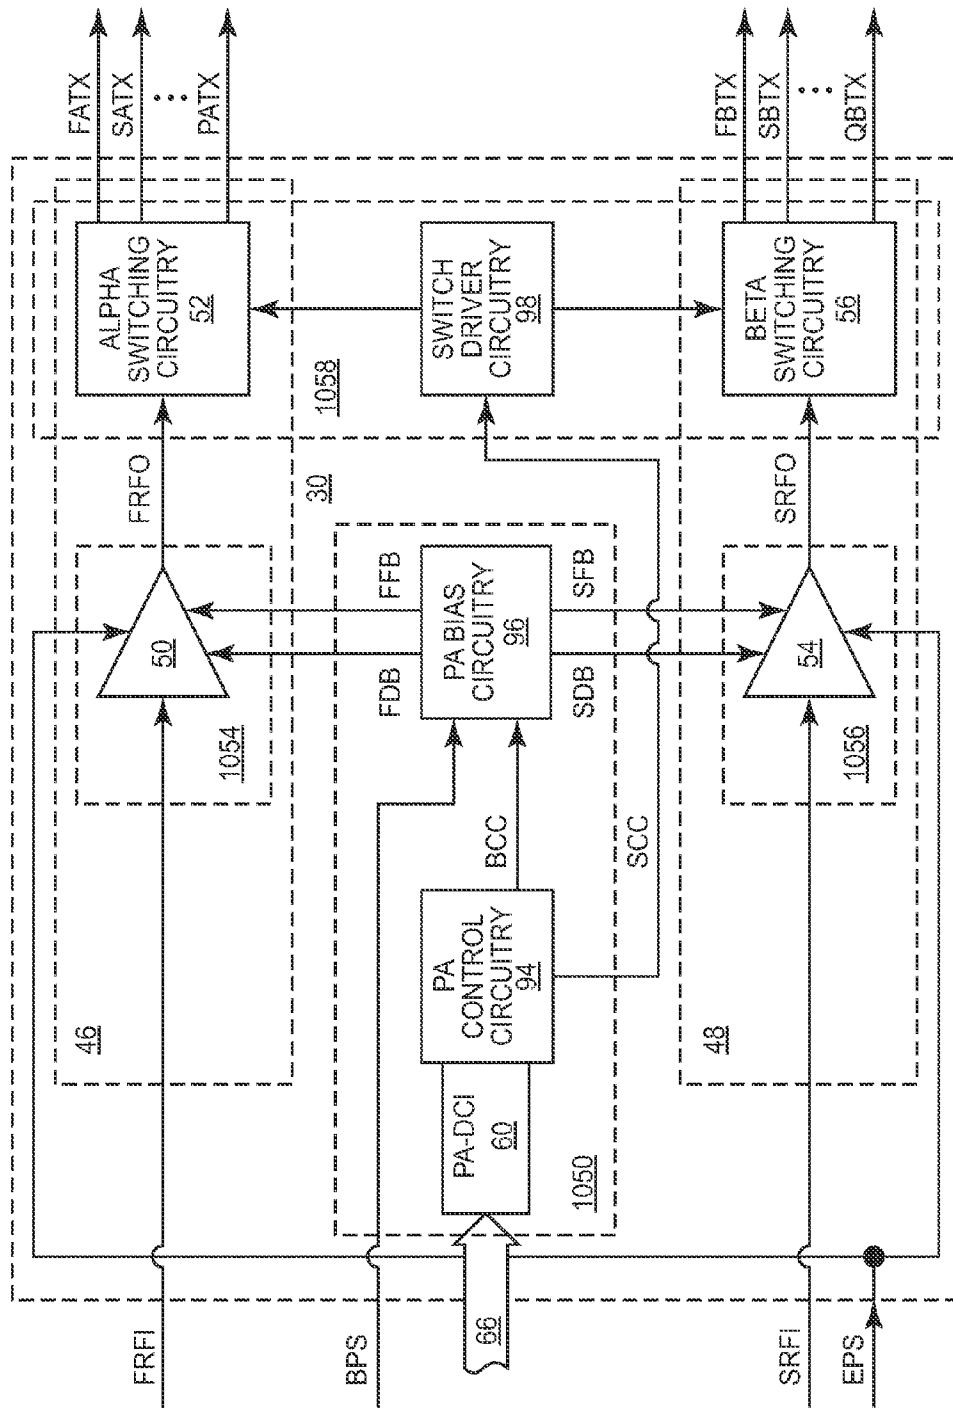 FATX
SATX
PATX
FBTX
SBTX
QBTX
ALPHA
SWITCHING
CIRCUITRY
52
SWITCH
DRIVER
CIRCUITRY
98
BETA
SWITCHING
CIRCUITRY
56
1058
FRFO
30
SRFO
50
FFB
FDB
PA BIAS
CIRCUITRY
96
SFB
SDB
54
1054
1056
BCC
SCC
46
PA
CONTROL
CIRCUITRY
94
48
PA-DCI
60
1050
FRFI
BPS
66
SRFI
EPS